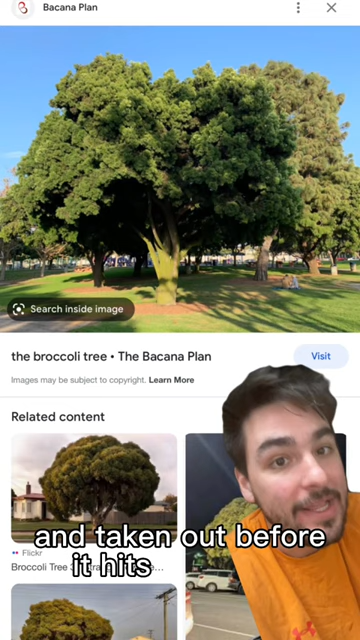 Bacana Plan
Search inside image
the broccoli tree • The Bacana Plan
Visit
Images may be subject to copyright. Learn More
Related content
and taken out before
it hits
Flickr
Broccoli Tree